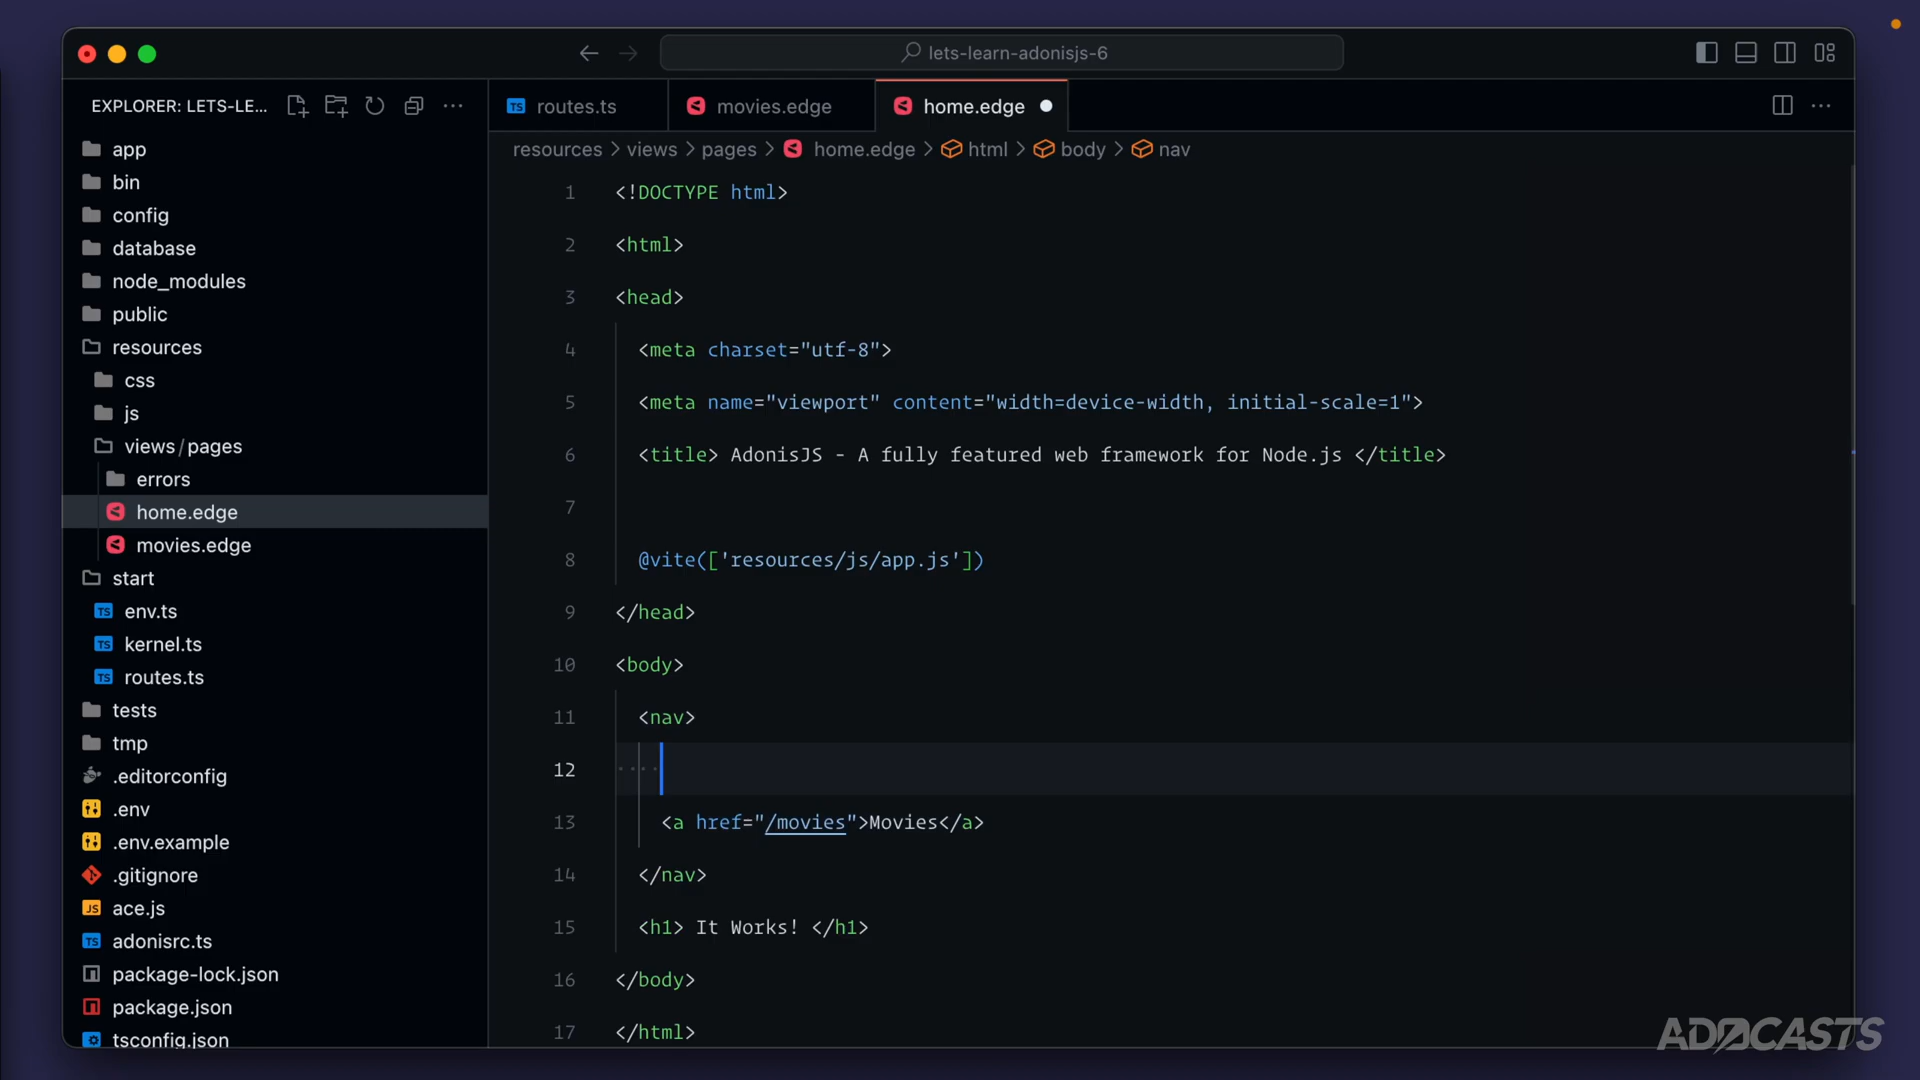 lets-learn-adonisjs-6
EXPLORER: LETS-LE...
routes.ts
movies.edge
home.edge
resources > views > pages > home.edge > html > body > nav
app
bin
config
database
node_modules
public
resources
css
js
views/pages
errors
home.edge
movies.edge
start
TS env.ts
TS kernel.ts
TS routes.ts
tests
tmp
.editorconfig
.env
.env.example
.gitignore
JS ace.js
TS adonisrc.ts
package-lock.json
package.json
tsconfig.json
1 <!DOCTYPE html>
2 <html>
3 <head>
4 <meta charset="utf-8">
5 <meta name="viewport" content="width=device-width, initial-scale=1">
6 <title> AdonisJS - A fully featured web framework for Node.js </title>
7
8 @vite(['resources/js/app.js'])
9 </head>
10 <body>
11 <nav>
12
13 <a href="/movies">Movies</a>
14 </nav>
15 <h1> It Works! </h1>
16 </body>
17 </html>
ADOCASTS